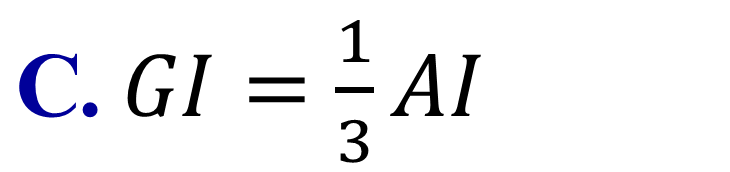 C. GI = 1/3 AI